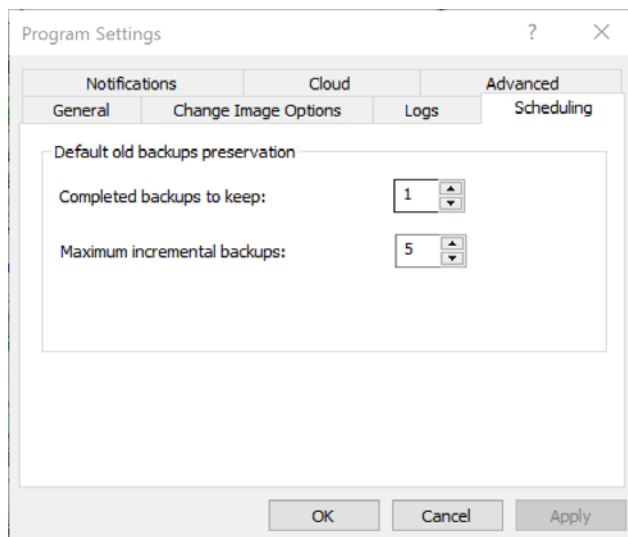 Program Settings ?
Notifications Cloud Advanced
General Change Image Options Logs Scheduling
Default old backups preservation
Completed backups to keep: 1
Maximum incremental backups: 5
OK Cancel Apply